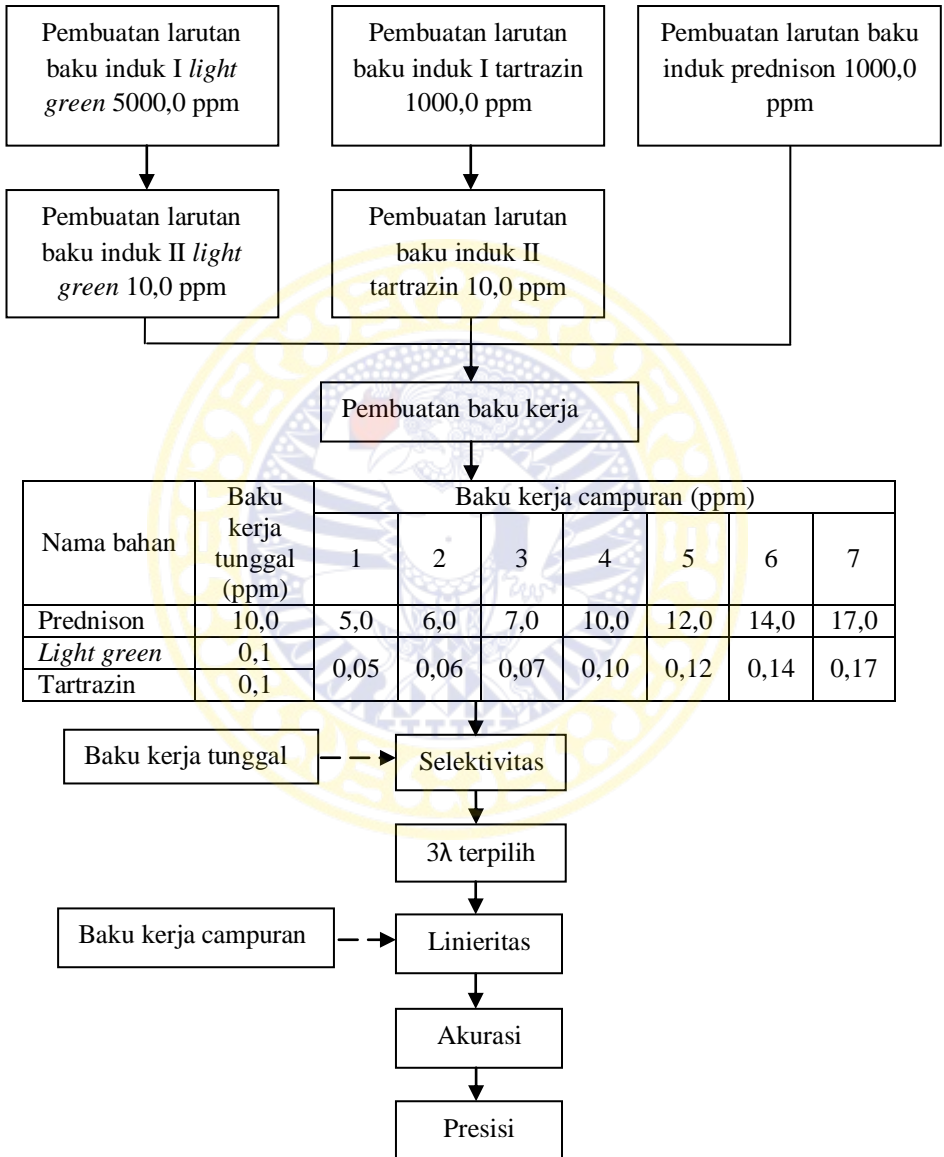 Pembuatan larutan
baku induk I light
green 5000,0 ppm
Pembuatan larutan
baku induk I tartrazin
1000,0 ppm
Pembuatan larutan baku
induk prednison 1000,0
ppm
Pembuatan larutan
baku induk II light
green 10,0 ppm
Pembuatan larutan
baku induk II
tartrazin 10,0 ppm
Pembuatan baku kerja
Nama bahan
Baku
kerja
tunggal
(ppm)
Baku kerja campuran (ppm)
1 2 3 4 5 6 7
Prednison 10,0 5,0 6,0 7,0 10,0 12,0 14,0 17,0
Light green 0,1
0,05 0,06 0,07 0,10 0,12 0,14 0,17
Tartrazin 0,1
Baku kerja tunggal
Selektivitas
3λ terpilih
Baku kerja campuran
Linieritas
Akurasi
Presisi